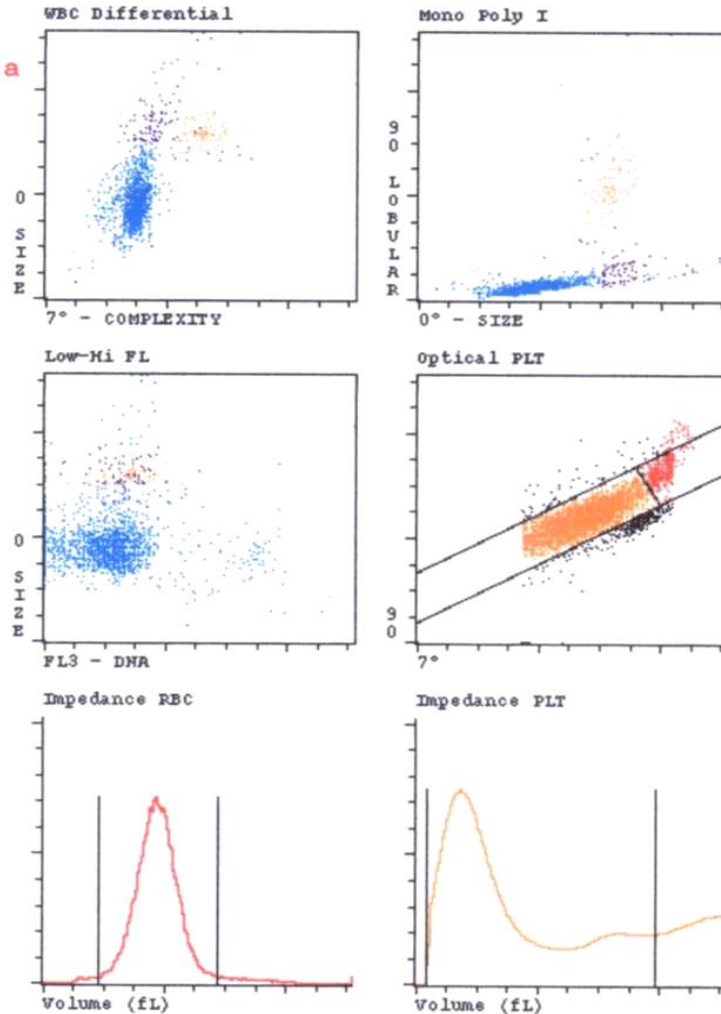 a
WBC Differential
0 SIZE
7° - COMPLEXITY
Mono Poly I
90 LOBULAR
0° - SIZE
Low-Hi FL
0 SIZE
FL3 - DNA
Optical PLT
90
7°
Impedance RBC
Volume (fL)
Impedance PLT
Volume (fL)